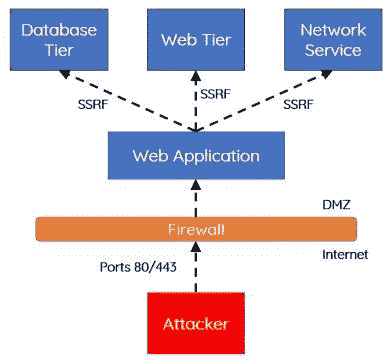 Database
Tier
Web Tier
Network
Service
SSRF
SSRF
SSRF
Web Application
DMZ
Firewall
Internet
Ports 80/443
Attacker